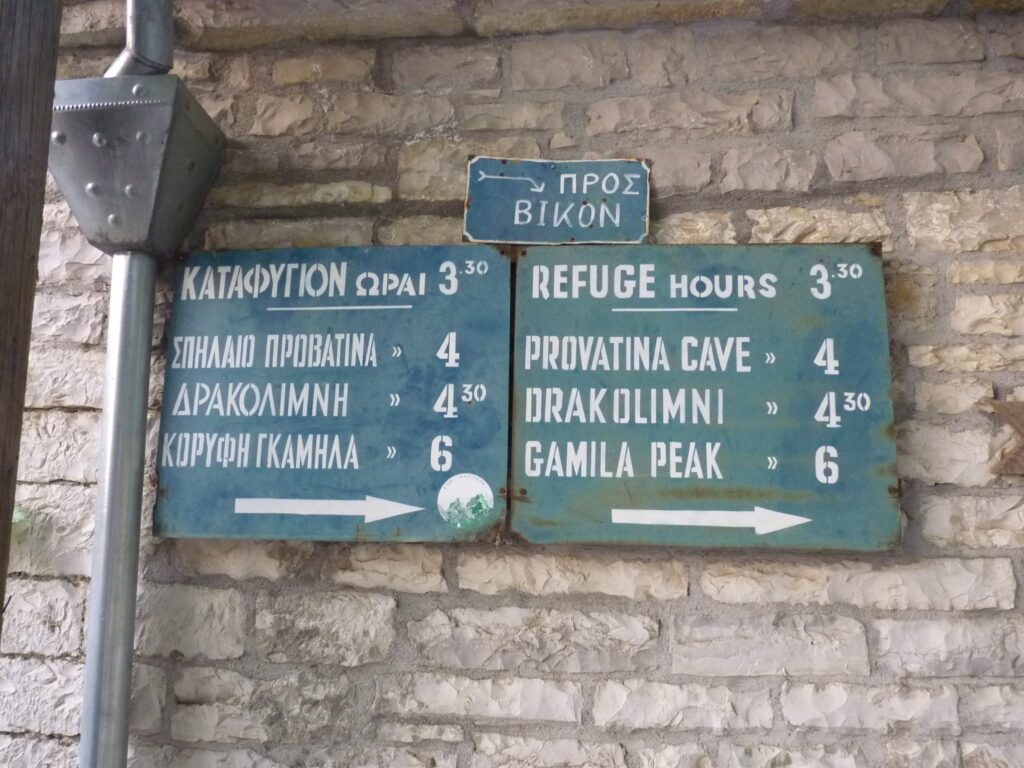 ΠΡΟΣ
ΒΙΚΟΝ
ΚΑΤΑΦΥΓΙΟΝ ΩΡΑΙ 3.30
ΣΠΗΛΑΙΟ ΠΡΟΒΑΤΙΝΑ » 4
ΔΡΑΚΟΛΙΜΝΗ » 4 30
ΚΟΡΥΦΗ ΓΚΑΜΗΛΑ » 6
REFUGE HOURS 3.30
PROVATINA CAVE » 4
DRAKOLIMNI » 4 30
GAMILA PEAK » 6